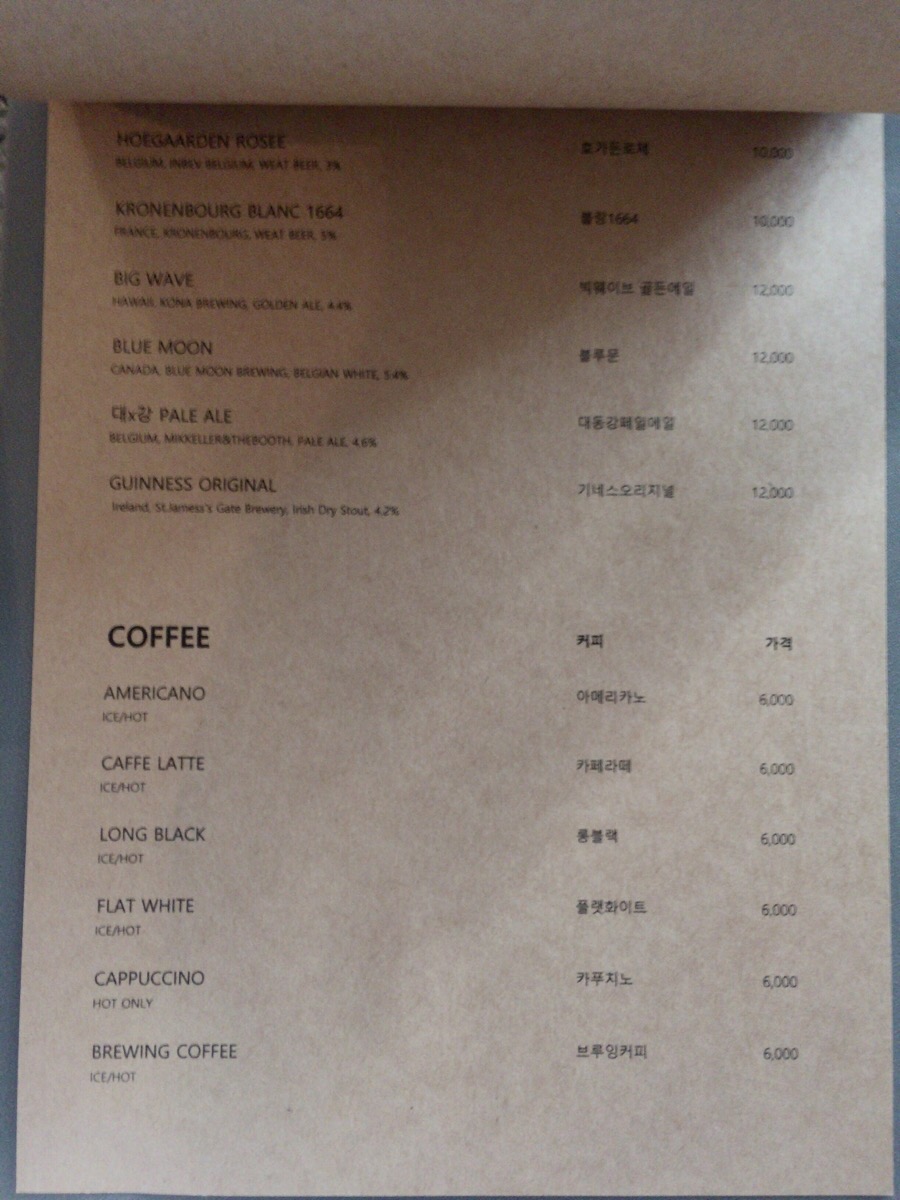 HOEGAARDEN ROSEE 호가든로제 10,000
BELGIUM, INBEV BELGIUM, WEAT BEER, 3%
KRONENBOURG BLANC 1664 블랑1664 10,000
FRANCE, KRONENBOURG, WEAT BEER, 5%
BIG WAVE 빅웨이브 골든에일 12,000
HAWAII, KONA BREWING, GOLDEN ALE, 4.4%
BLUE MOON 블루문 12,000
CANADA, BLUE MOON BREWING, BELGIAN WHITE, 5.4%
대x강 PALE ALE 대동강페일에일 12,000
BELGIUM, MIKKELLER&THEBOOTH, PALE ALE, 4.6%
GUINNESS ORIGINAL 기네스오리지널 12,000
Ireland, St.Jamess's Gate Brewery, Irish Dry Stout, 4.2%
COFFEE 커피 가격
AMERICANO 아메리카노 6,000
ICE/HOT
CAFFE LATTE 카페라떼 6,000
ICE/HOT
LONG BLACK 롱블랙 6,000
ICE/HOT
FLAT WHITE 플랫화이트 6,000
ICE/HOT
CAPPUCCINO 카푸치노 6,000
HOT ONLY
BREWING COFFEE 브루잉커피 6,000
ICE/HOT